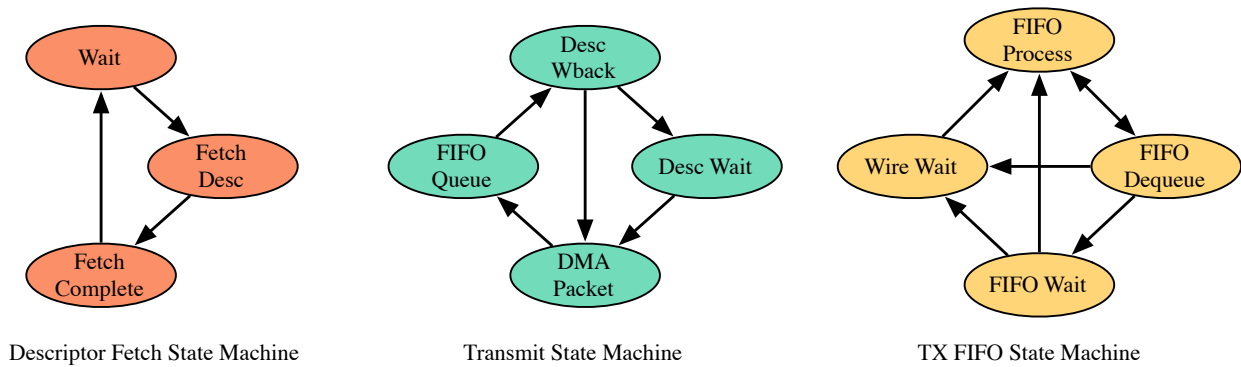 Wait
Fetch
Desc
Fetch
Complete
Descriptor Fetch State Machine
Desc
Wback
FIFO
Queue
Desc Wait
DMA
Packet
Transmit State Machine
FIFO
Process
Wire Wait
FIFO
Dequeue
FIFO Wait
TX FIFO State Machine